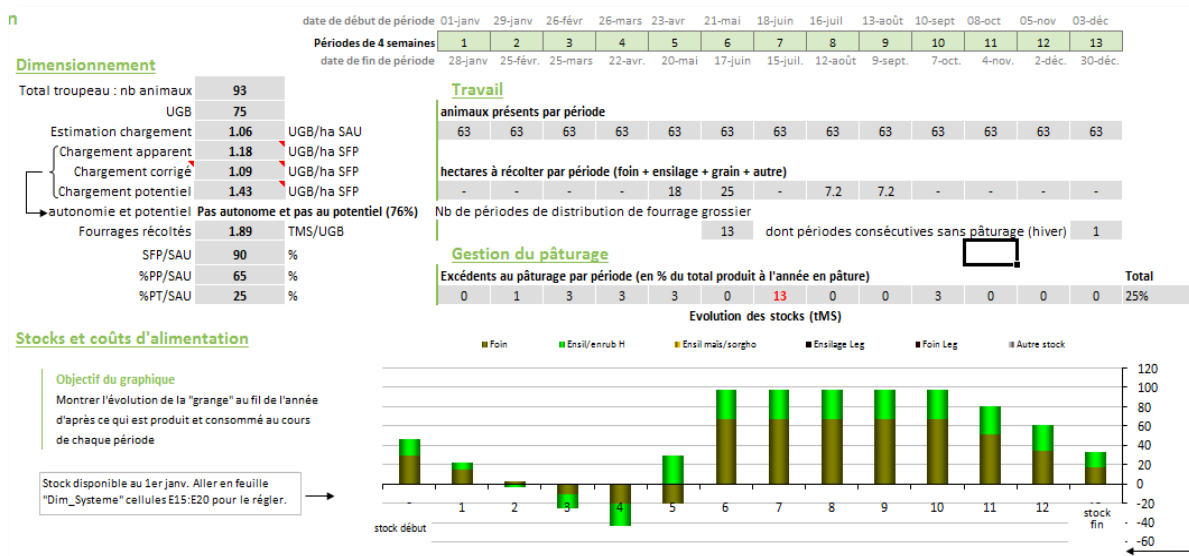 n
date de début de période 01-janv 29-janv 26-févr 26-mars 23-avr 21-mai 18-juin 16-juil 13-août 10-sept 08-oct 05-nov 03-déc
Périodes de 4 semaines 1 2 3 4 5 6 7 8 9 10 11 12 13
date de fin de période 28-janv 25-févr. 25-mars 22-avr. 20-mai 17-juin 15-juil. 12-août 9-sept. 7-oct. 4-nov. 2-déc. 30-déc.
Dimensionnement
Total troupeau : nb animaux 93
UGB 75
Estimation chargement 1.06 UGB/ha SAU
Chargement apparent 1.18 UGB/ha SFP
Chargement corrigé 1.09 UGB/ha SFP
Chargement potentiel 1.43 UGB/ha SFP
autonomie et potentiel Pas autonome et pas au potentiel (76%)
Fourrages récoltés 1.89 TMS/UGB
SFP/SAU 90 %
%PP/SAU 65 %
%PT/SAU 25 %
Travail
animaux présents par période
63 63 63 63 63 63 63 63 63 63 63 63 63
hectares à récolter par période (foin + ensilage + grain + autre)
- - - - 18 25 - 7.2 7.2 - - - -
Nb de périodes de distribution de fourrage grossier
13 dont périodes consécutives sans pâturage (hiver) 1
Gestion du pâturage
Excédents au pâturage par période (en % du total produit à l'année en pâture) Total
0 1 3 3 3 0 13 0 0 3 0 0 0 25%
Stocks et coûts d'alimentation
Objectif du graphique
Montrer l'évolution de la "grange" au fil de l'année
d'après ce qui est produit et consommé au cours
de chaque période
Stock disponible au 1er janv. Aller en feuille
"Dim_Systeme" cellules E15:E20 pour le régler.
Evolution des stocks (tMS)
Foin Ensil/enrub H Ensil maïs/sorgho Ensilage Leg Foin Leg Autre stock
120
100
80
60
40
20
0
-20
-40
-60
1 2 3 4 5 6 7 8 9 10 11 12
stock début
stock
fin